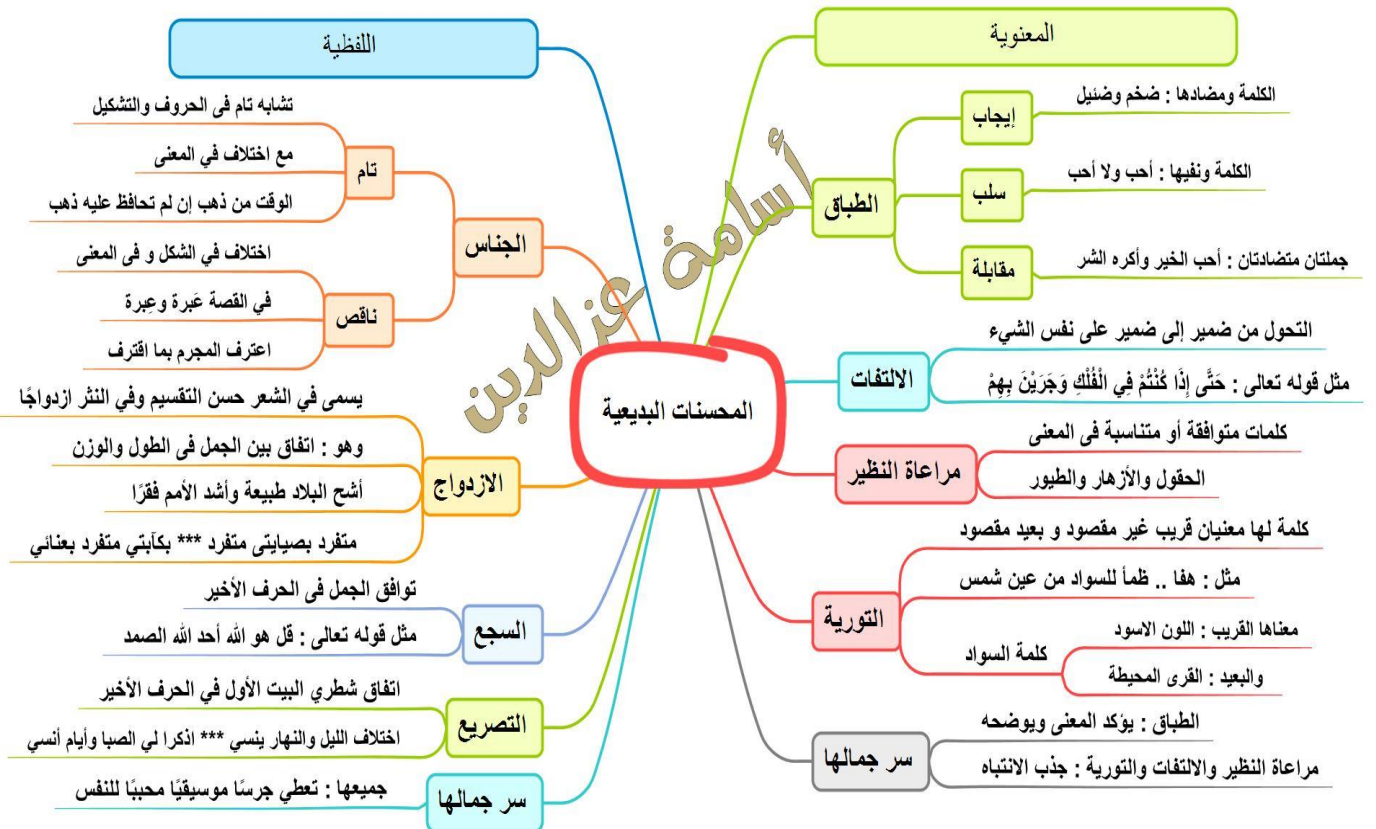 المحسنات البديعية
أسامة عزالدين
المعنوية
الطباق
إيجاب
الكلمة ومضادها : ضخم وضئيل
سلب
الكلمة ونفيها : أحب ولا أحب
مقابلة
جملتان متضادتان : أحب الخير وأكره الشر
الالتفات
التحول من ضمير إلى ضمير على نفس الشيء
مثل قوله تعالى : حَتَّى إِذَا كُنْتُمْ فِي الْفُلْكِ وَجَرَيْنَ بِهِمْ
مراعاة النظير
كلمات متوافقة أو متناسبة فى المعنى
الحقول والأزهار والطيور
التورية
كلمة لها معنيان قريب غير مقصود و بعيد مقصود
مثل : هفا .. ظمأ للسواد من عين شمس
كلمة السواد
معناها القريب : اللون الاسود
والبعيد : القرى المحيطة
سر جمالها
الطباق : يؤكد المعنى ويوضحه
مراعاة النظير والالتفات والتورية : جذب الانتباه
اللفظية
الجناس
تام
تشابه تام فى الحروف والتشكيل
مع اختلاف في المعنى
الوقت من ذهب إن لم تحافظ عليه ذهب
ناقص
اختلاف في الشكل و فى المعنى
في القصة عَبرة وعِبرة
اعترف المجرم بما اقترف
الازدواج
يسمى في الشعر حسن التقسيم وفي النثر ازدواجًا
وهو : اتفاق بين الجمل فى الطول والوزن
أشح البلاد طبيعة وأشد الأمم فقرًا
متفرد بصبايتى متفرد *** بكآبتي متفرد بعنائي
السجع
توافق الجمل فى الحرف الأخير
مثل قوله تعالى : قل هو الله أحد الله الصمد
التصريع
اتفاق شطري البيت الأول في الحرف الأخير
اختلاف الليل والنهار ينسي *** اذكرا لي الصبا وأيام أنسي
سر جمالها
جميعها : تعطي جرسًا موسيقيًا محببًا للنفس